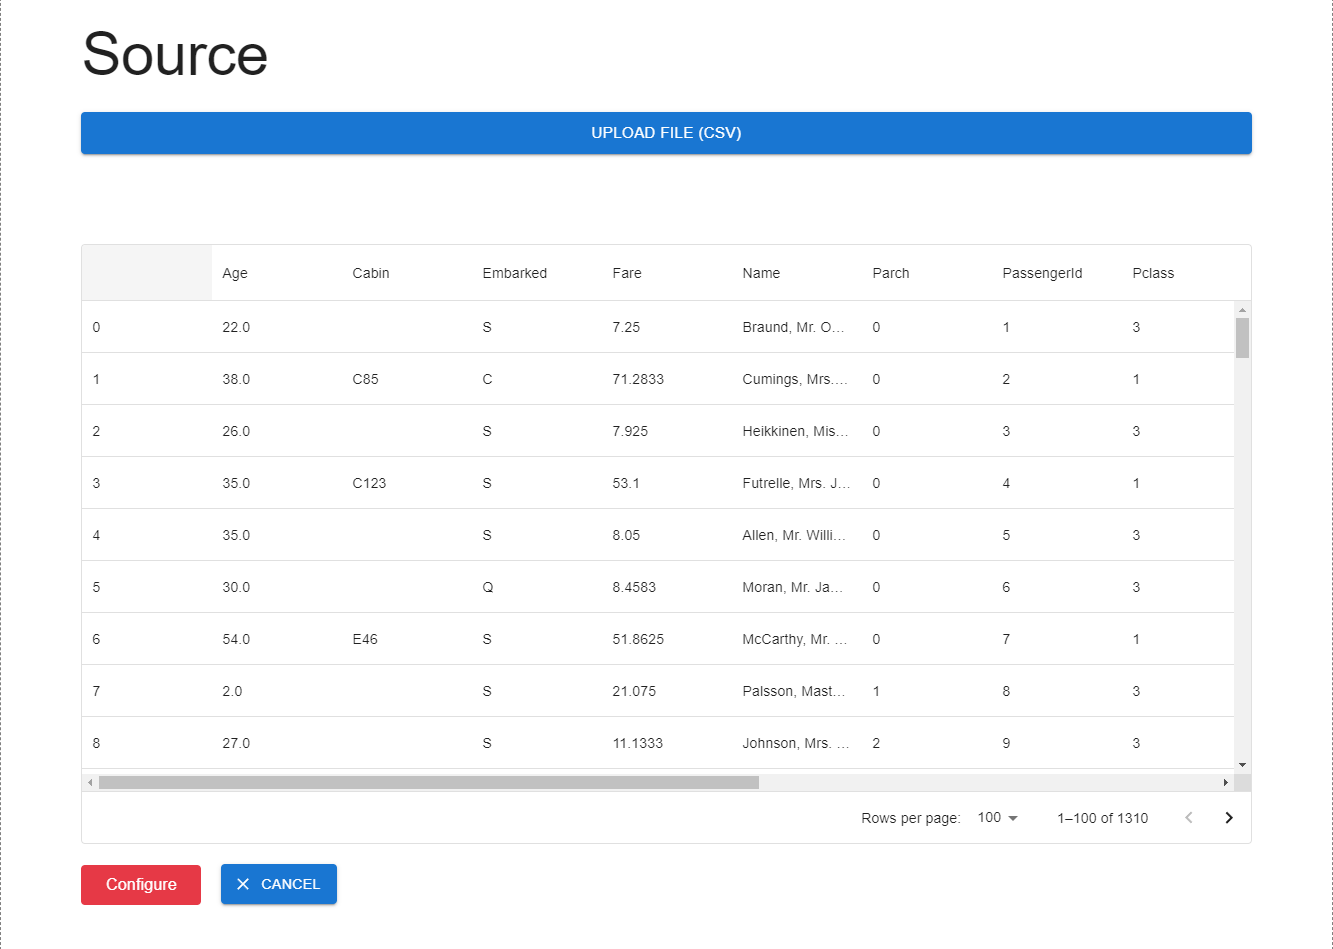 Source
UPLOAD FILE (CSV)
Age Cabin Embarked Fare Name Parch PassengerId Pclass
0 22.0 S 7.25 Braund, Mr. O... 0 1 3
1 38.0 C85 C 71.2833 Cumings, Mrs.... 0 2 1
2 26.0 S 7.925 Heikkinen, Mis... 0 3 3
3 35.0 C123 S 53.1 Futrelle, Mrs. J... 0 4 1
4 35.0 S 8.05 Allen, Mr. Willi... 0 5 3
5 30.0 Q 8.4583 Moran, Mr. Ja... 0 6 3
6 54.0 E46 S 51.8625 McCarthy, Mr. ... 0 7 1
7 2.0 S 21.075 Palsson, Mast... 1 8 3
8 27.0 S 11.1333 Johnson, Mrs. ... 2 9 3
Rows per page: 100 1–100 of 1310
Configure CANCEL